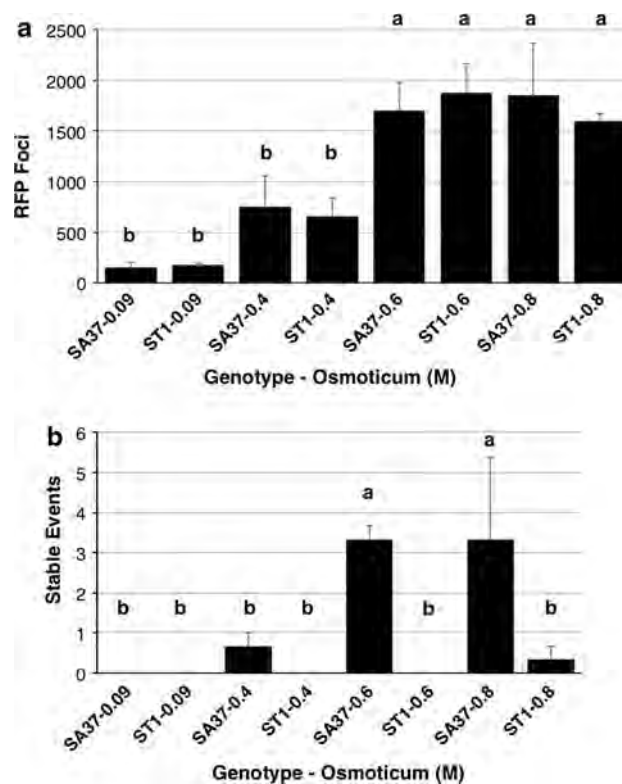 a
a a a a
2500
2000
1500
b b
1000
500
b b
0
RFP Foci
SA37-0.09 ST1-0.09 SA37-0.4 ST1-0.4 SA37-0.6 ST1-0.6 SA37-0.8 ST1-0.8
Genotype - Osmoticum (M)
b
6
a
5
a
4
3
2
b b b b b b
1
0
Stable Events
SA37-0.09 ST1-0.09 SA37-0.4 ST1-0.4 SA37-0.6 ST1-0.6 SA37-0.8 ST1-0.8
Genotype - Osmoticum (M)